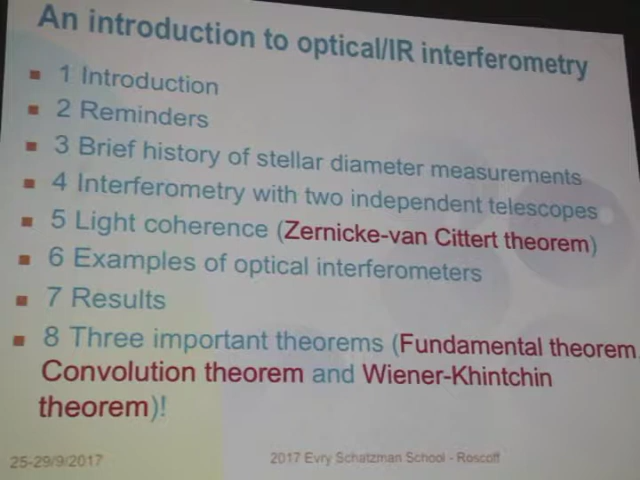 An introduction to optical/IR interferometry
1 Introduction
2 Reminders
3 Brief history of stellar diameter measurements
4 Interferometry with two independent telescopes
5 Light coherence (Zernicke-van Cittert theorem)
6 Examples of optical interferometers
7 Results
8 Three important theorems (Fundamental theorem,
Convolution theorem and Wiener-Khintchin
theorem)!
25-29/9/2017
2017 Evry Schatzman School - Roscoff